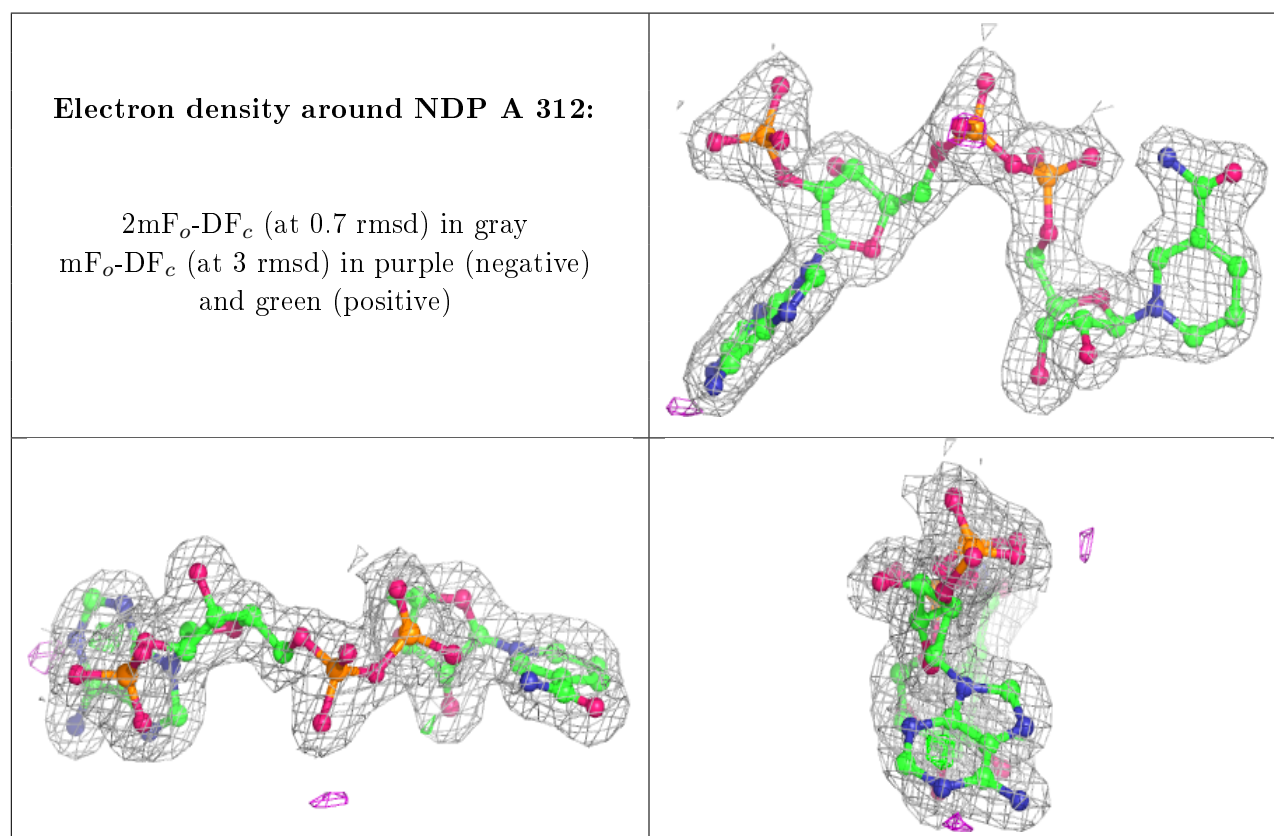 Electron density around NDP A 312:
2mFo-DFc (at 0.7 rmsd) in gray
mFo-DFc (at 3 rmsd) in purple (negative)
and green (positive)